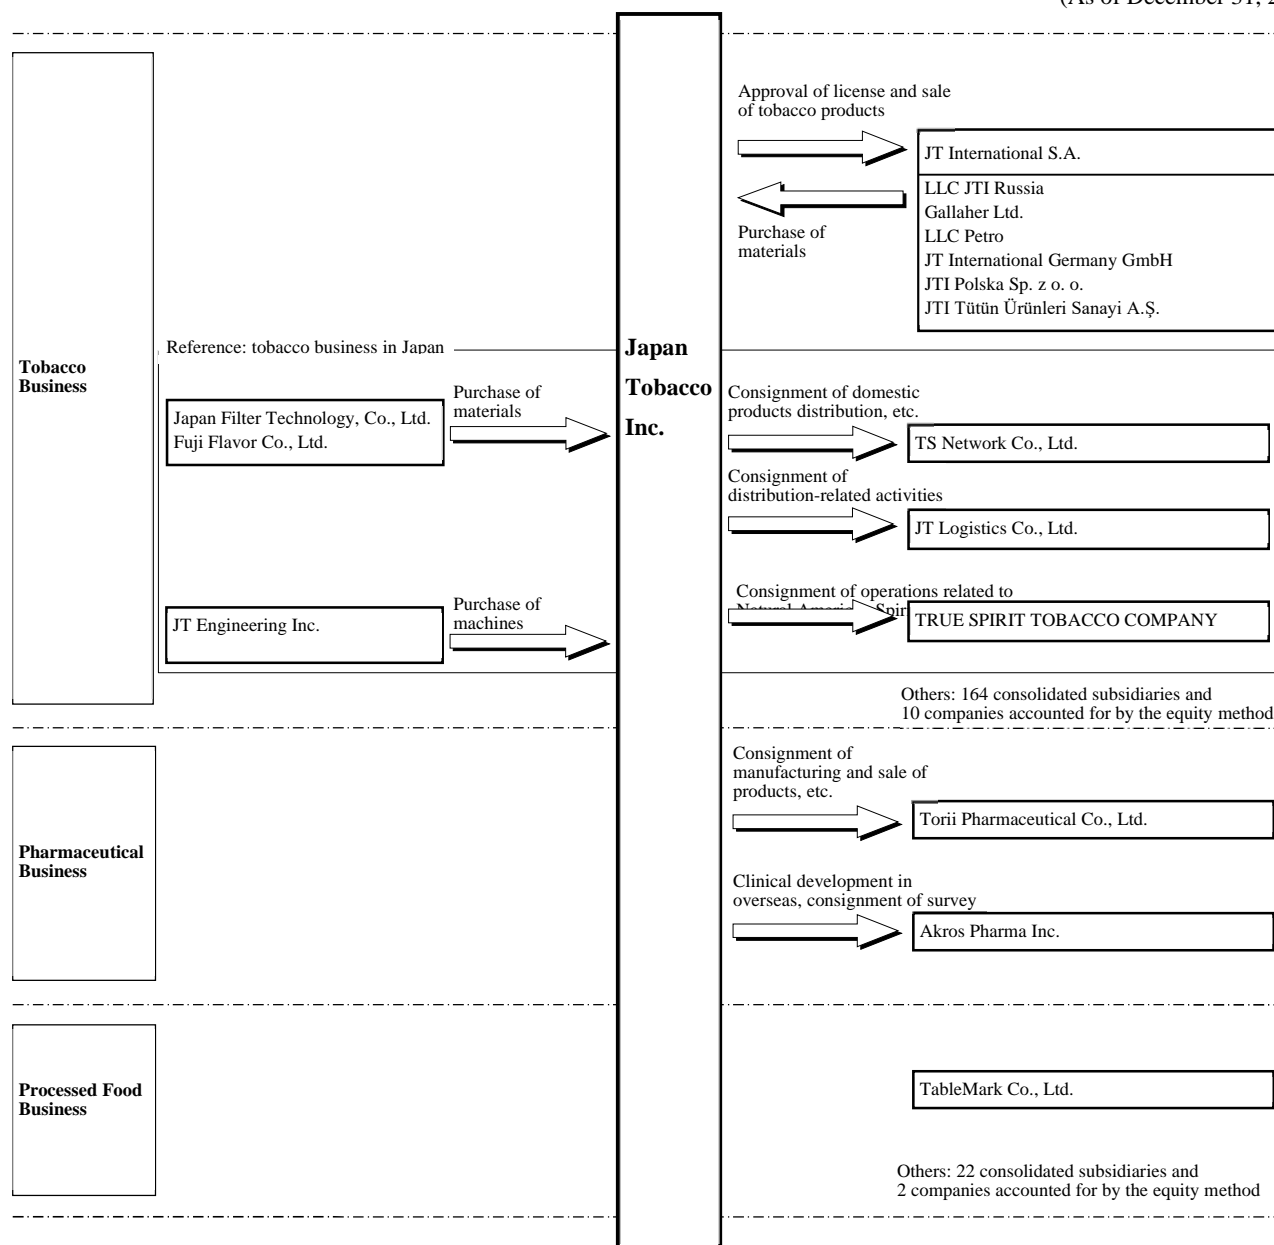 (As of December 31, 2
Approval of license and sale
of tobacco products
JT International S.A.
LLC JTI Russia
Gallaher Ltd.
LLC Petro
JT International Germany GmbH
JTI Polska Sp. z o. o.
JTI Tütün Ürünleri Sanayi A.Ş.
Purchase of
materials
Tobacco
Business
Reference: tobacco business in Japan
Japan
Tobacco
Inc.
Japan Filter Technology, Co., Ltd.
Fuji Flavor Co., Ltd.
Purchase of
materials
Consignment of domestic
products distribution, etc.
TS Network Co., Ltd.
Consignment of
distribution-related activities
JT Logistics Co., Ltd.
JT Engineering Inc.
Purchase of
machines
Consignment of operations related to
Natural American Spir
TRUE SPIRIT TOBACCO COMPANY
Others: 164 consolidated subsidiaries and
10 companies accounted for by the equity method
Pharmaceutical
Business
Consignment of
manufacturing and sale of
products, etc.
Torii Pharmaceutical Co., Ltd.
Clinical development in
overseas, consignment of survey
Akros Pharma Inc.
Processed Food
Business
TableMark Co., Ltd.
Others: 22 consolidated subsidiaries and
2 companies accounted for by the equity method